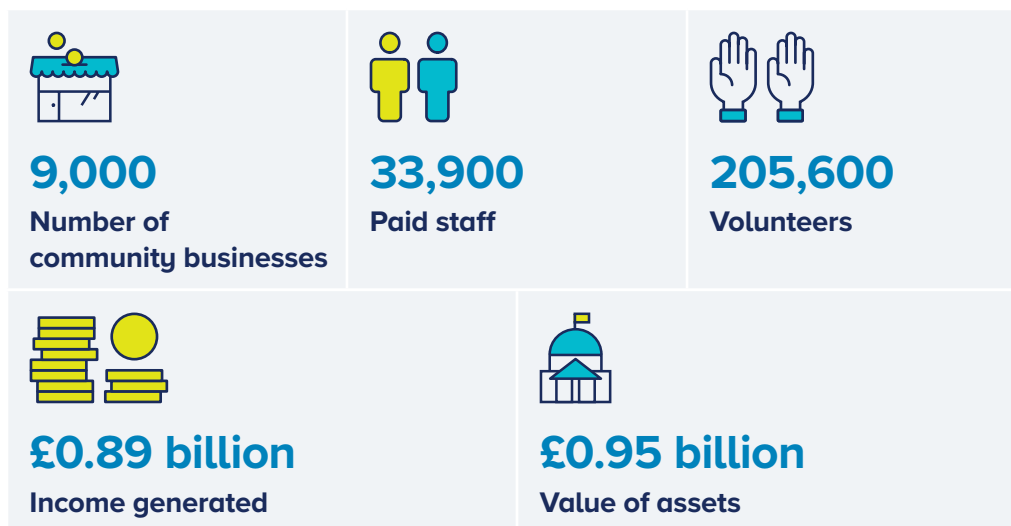 9,000
Number of
community businesses
33,900
Paid staff
205,600
Volunteers
£0.89 billion
Income generated
£0.95 billion
Value of assets